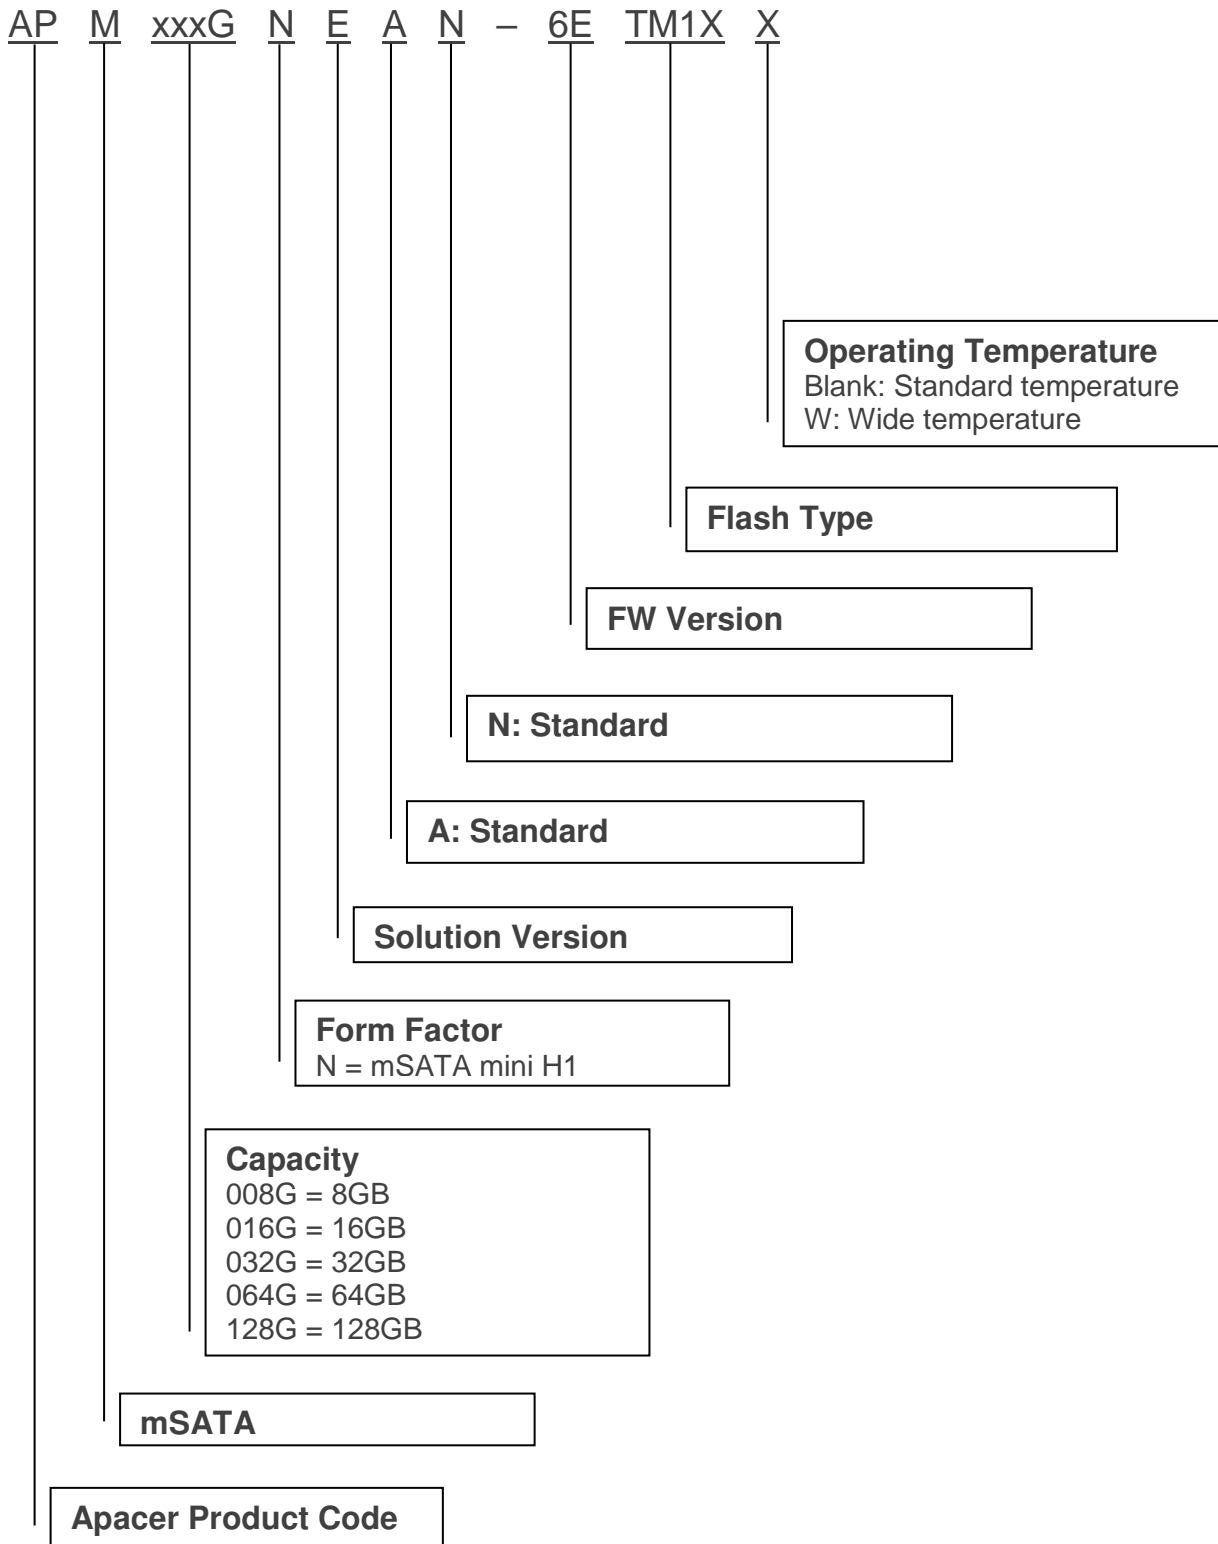 AP M xxxG N E A N – 6E TM1X X
Operating Temperature
Blank: Standard temperature
W: Wide temperature
Flash Type
FW Version
N: Standard
A: Standard
Solution Version
Form Factor
N = mSATA mini H1
Capacity
008G = 8GB
016G = 16GB
032G = 32GB
064G = 64GB
128G = 128GB
mSATA
Apacer Product Code